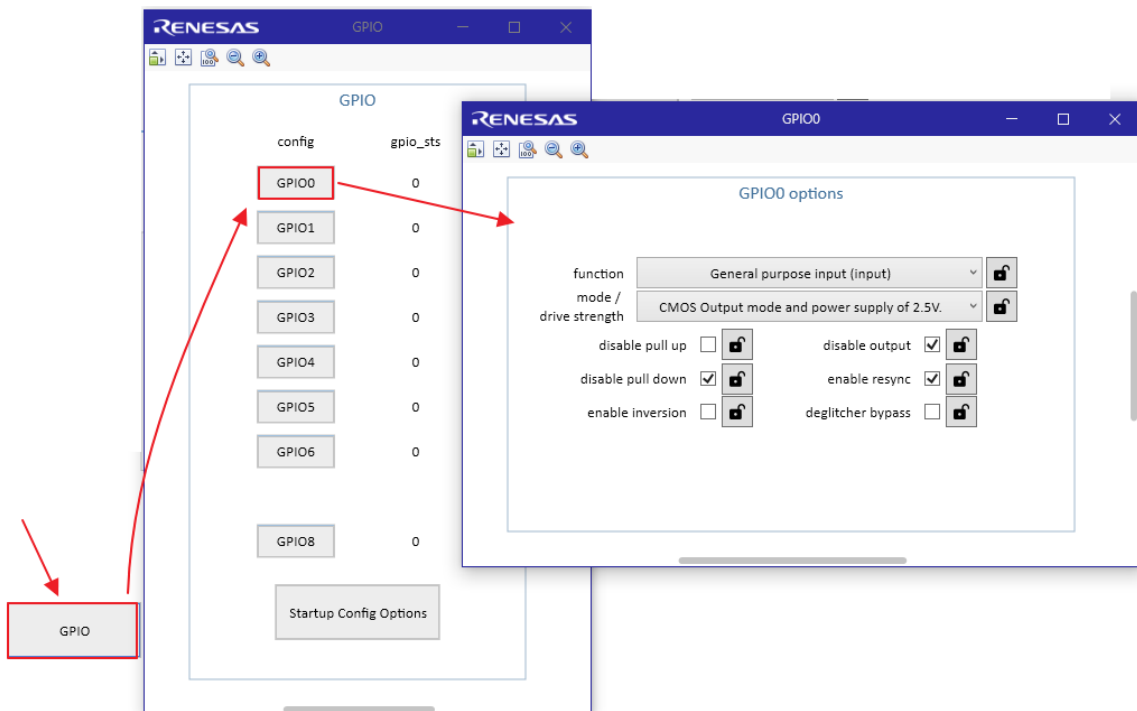 RENESAS
GPIO
GPIO
config gpio_sts
GPIO0 0
GPIO1 0
GPIO2 0
GPIO3 0
GPIO4 0
GPIO5 0
GPIO6 0
GPIO8 0
Startup Config Options
GPIO
RENESAS
GPIO0
GPIO0 options
function General purpose input (input)
mode /
drive strength CMOS Output mode and power supply of 2.5V.
disable pull up disable output
disable pull down enable resync
enable inversion deglitcher bypass